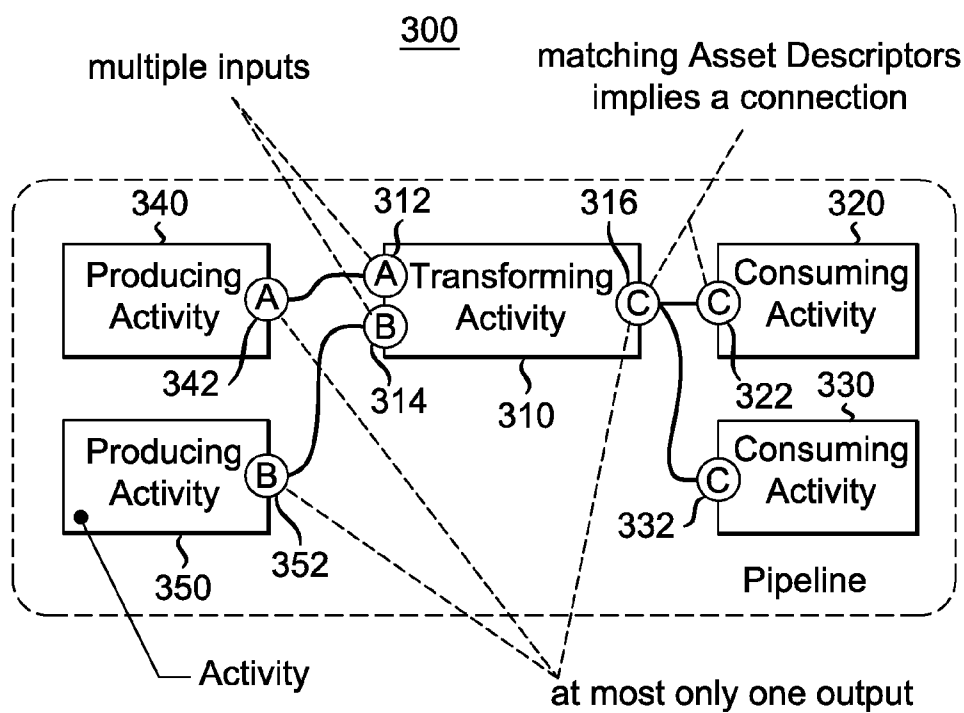 300
multiple inputs
matching Asset Descriptors
implies a connection
340
312
316
320
Producing
Activity
A
A
B
Transforming
Activity
C
C
Consuming
Activity
342
314
310
322
330
Producing
Activity
B
C
Consuming
Activity
332
350
352
Pipeline
Activity
at most only one output